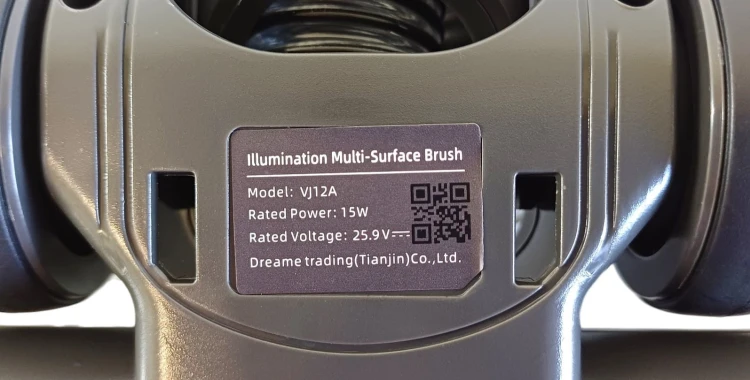 Illumination Multi-Surface Brush
Model: VJ12A
Rated Power: 15W
Rated Voltage: 25.9V⎓
Dreame trading(Tianjin)Co.,Ltd.